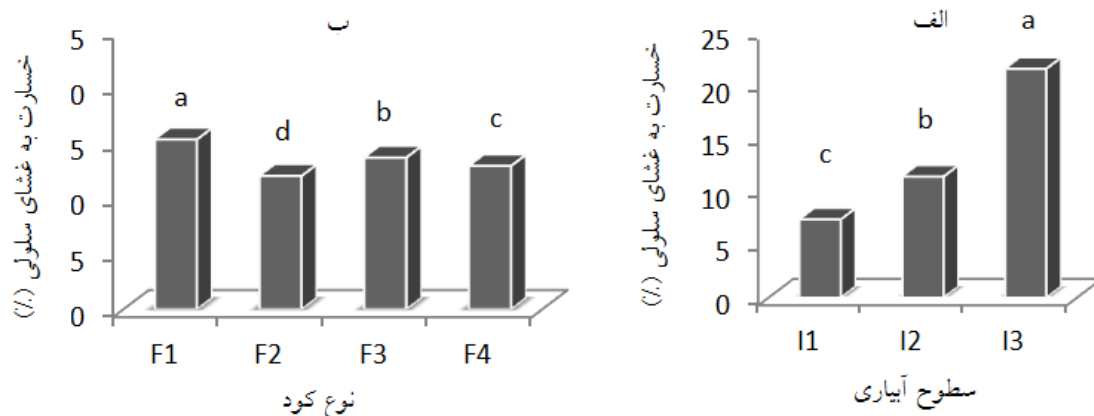 الف
خسارت به غشای سلولی (٪)
25
20
15
10
5
0
a
b
c
I1 I2 I3
سطوح آبیاری
ب
خسارت به غشای سلولی (٪)
5
0
5
0
5
0
a
d
b
c
F1 F2 F3 F4
نوع کود